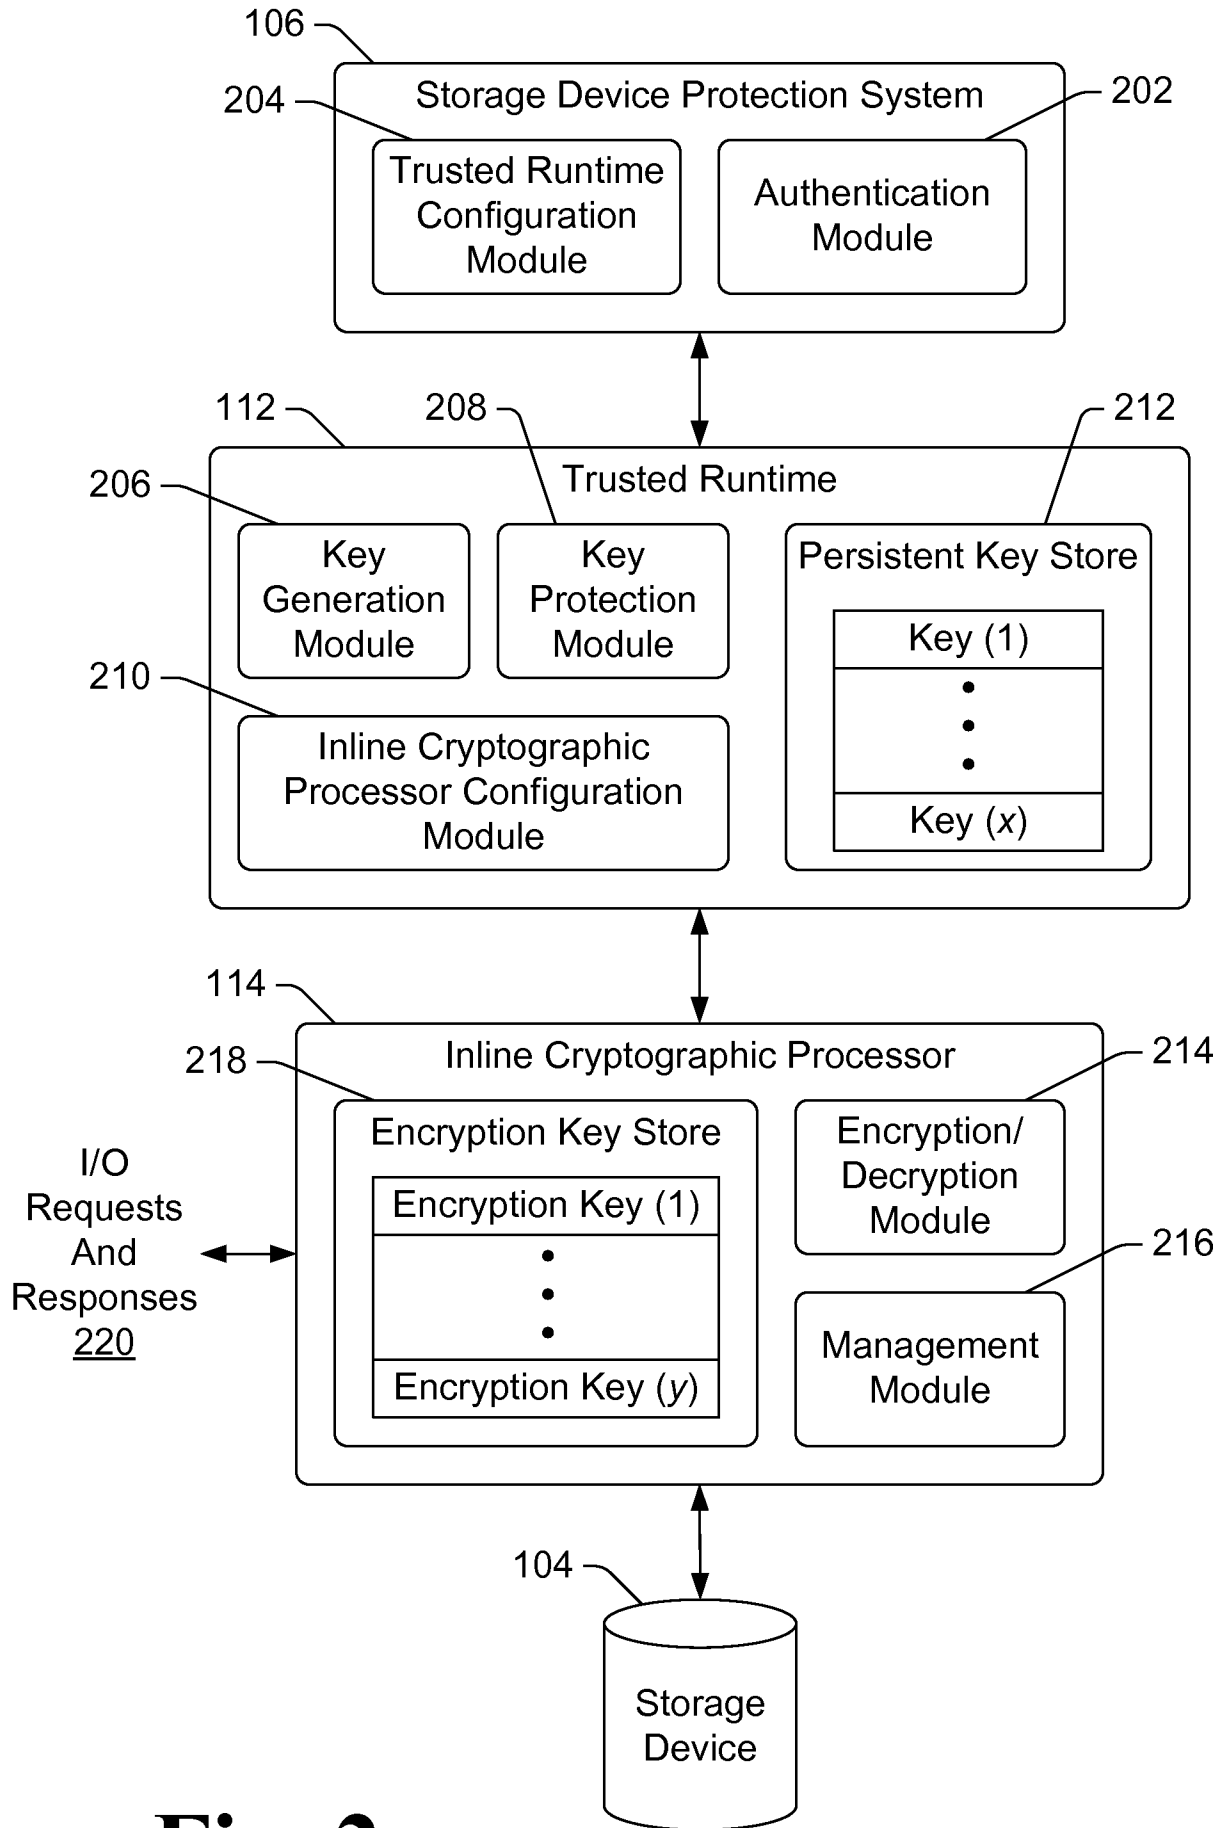 106
Storage Device Protection System
204
202
Trusted Runtime
Configuration
Module
Authentication
Module
112
208
212
Trusted Runtime
206
Key
Generation
Module
Key
Protection
Module
Persistent Key Store
Key (1)
Key (x)
210
Inline Cryptographic
Processor Configuration
Module
114
Inline Cryptographic Processor
218
214
Encryption Key Store
Encryption Key (1)
Encryption Key (y)
Encryption/
Decryption
Module
216
Management
Module
I/O
Requests
And
Responses
220
104
Storage
Device